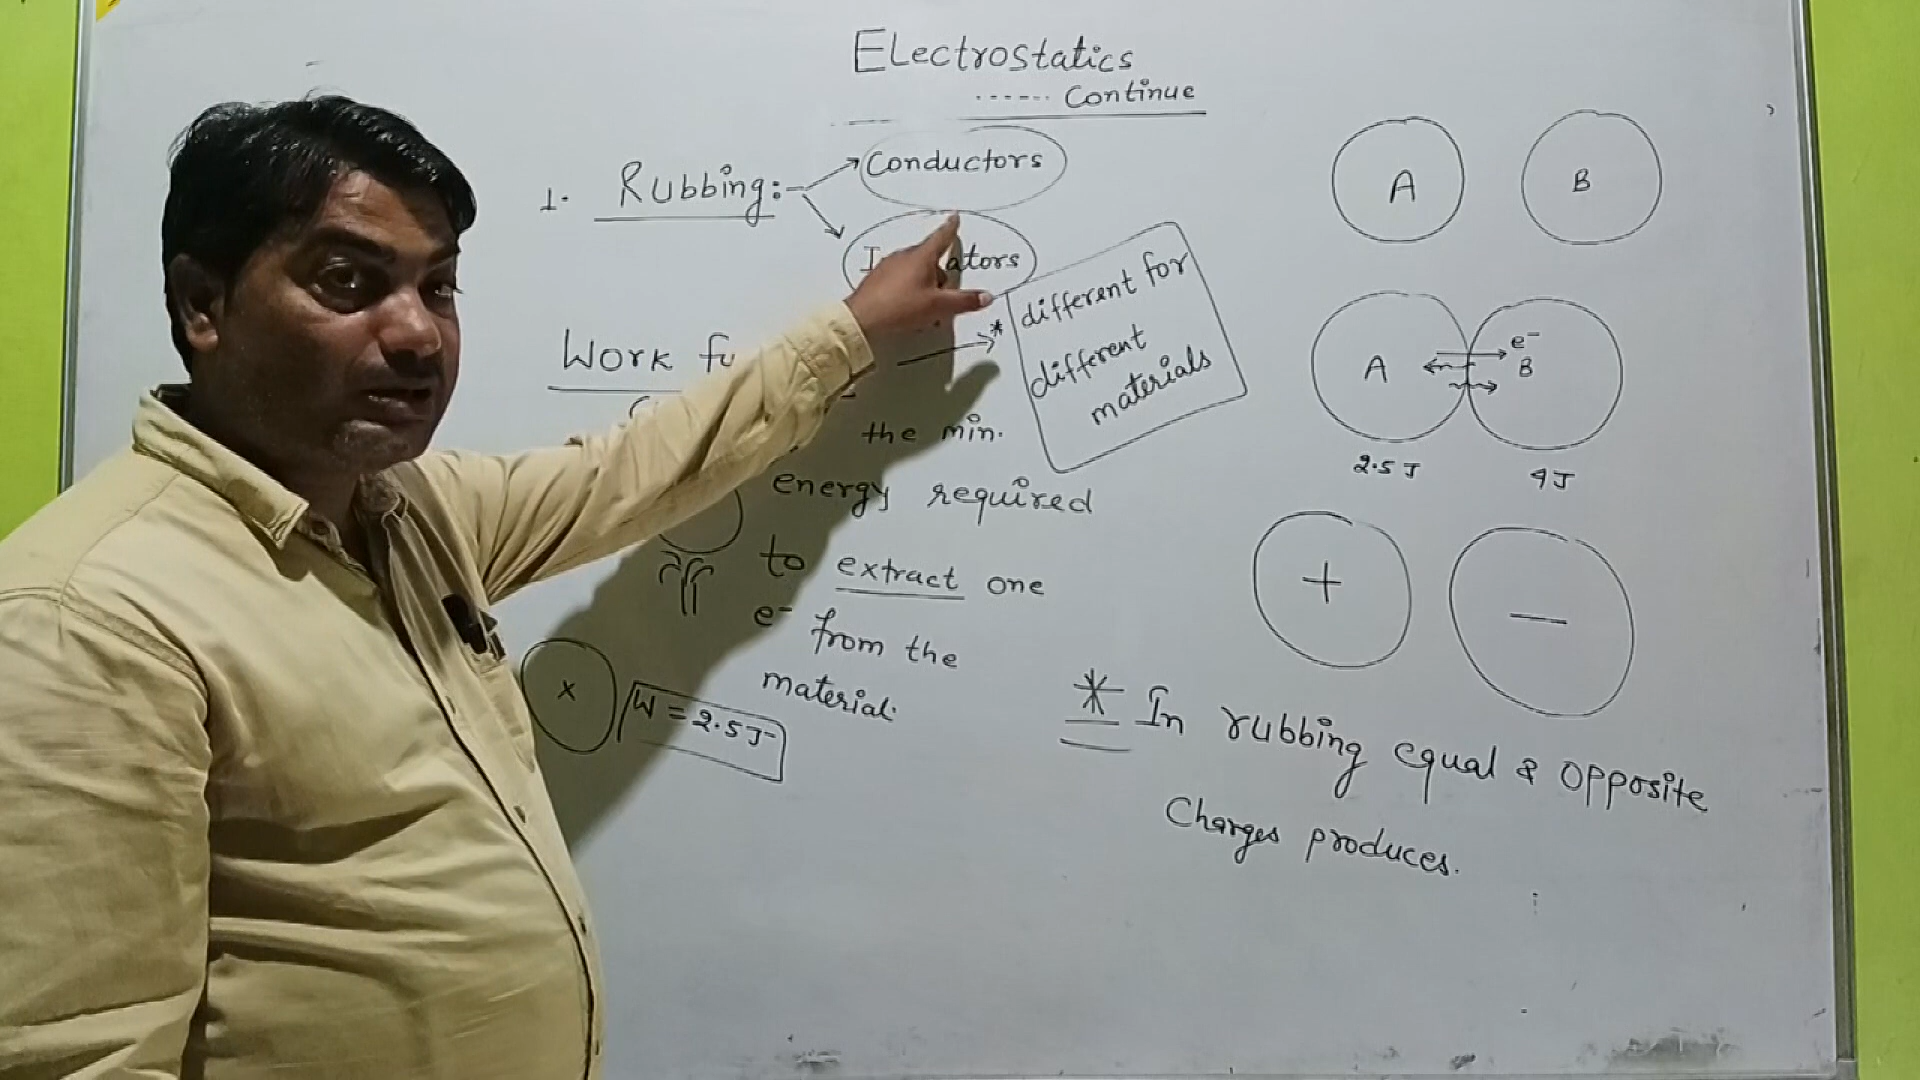 Electrostatics
...... Continue
1. Rubbing:-
Conductors
ators
Work fu
* different for
different
materials
the min.
energy required
to extract one
e⁻ from the
material.
x
W = 2.5J
A
B
A
e⁻
B
2.5 J
4J
+
-
* In rubbing equal & opposite
Charges produces.